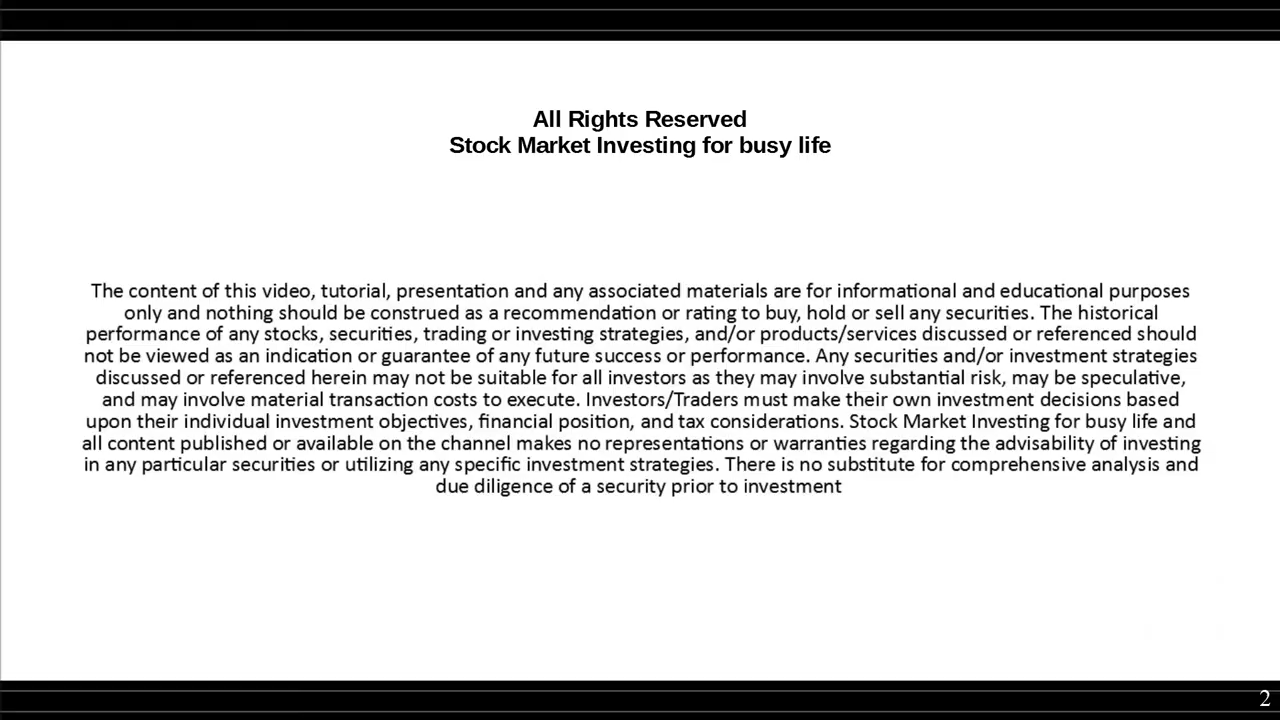 All Rights Reserved
Stock Market Investing for busy life
The content of this video, tutorial, presentation and any associated materials are for informational and educational purposes
only and nothing should be construed as a recommendation or rating to buy, hold or sell any securities. The historical
performance of any stocks, securities, trading or investing strategies, and/or products/services discussed or referenced should
not be viewed as an indication or guarantee of any future success or performance. Any securities and/or investment strategies
discussed or referenced herein may not be suitable for all investors as they may involve substantial risk, may be speculative,
and may involve material transaction costs to execute. Investors/Traders must make their own investment decisions based
upon their individual investment objectives, financial position, and tax considerations. Stock Market Investing for busy life and
all content published or available on the channel makes no representations or warranties regarding the advisability of investing
in any particular securities or utilizing any specific investment strategies. There is no substitute for comprehensive analysis and
due diligence of a security prior to investment
2